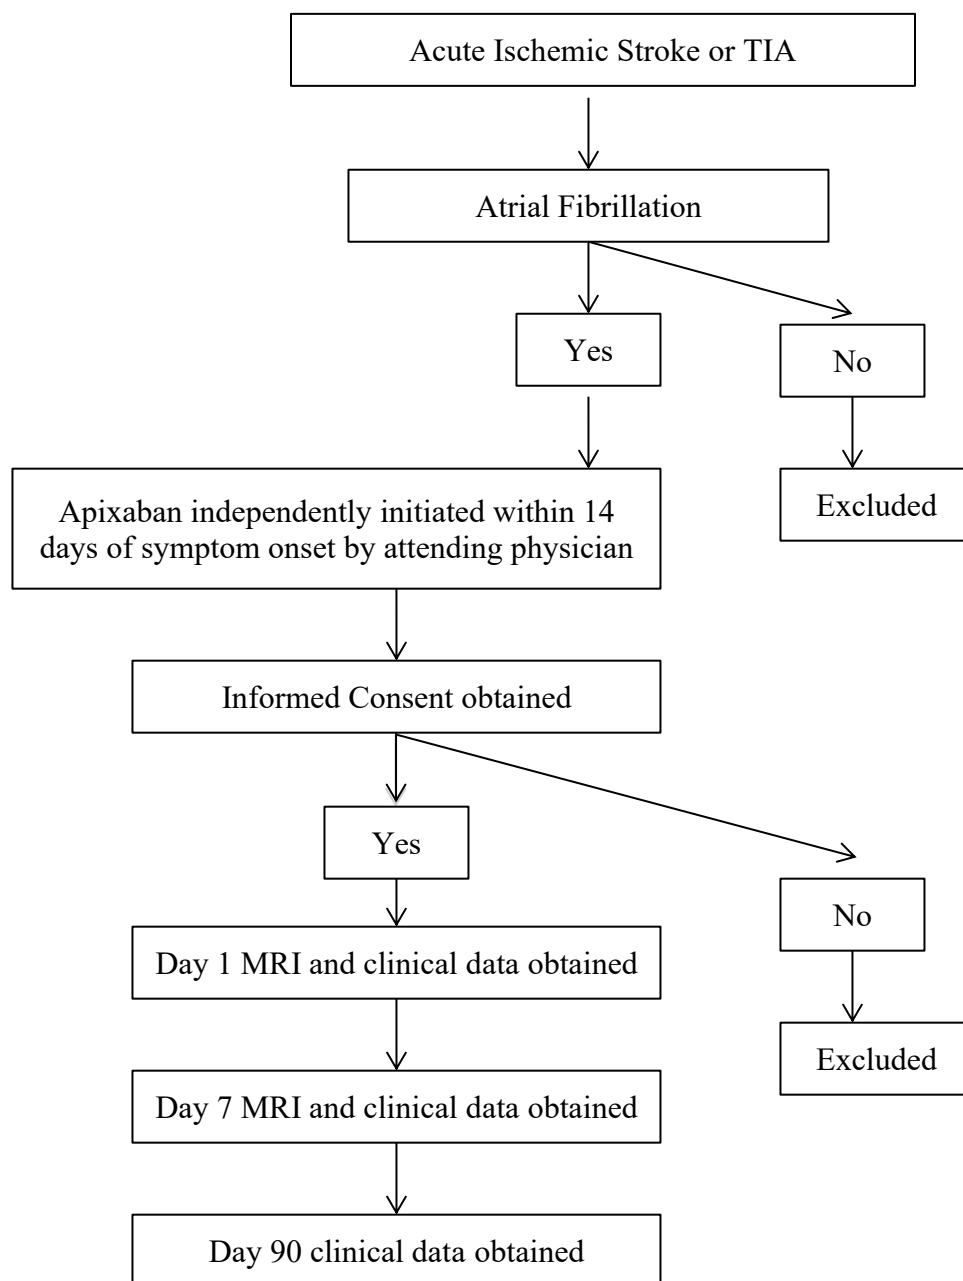 Acute Ischemic Stroke or TIA
Atrial Fibrillation
Yes
No
Apixaban independently initiated within 14
days of symptom onset by attending physician
Excluded
Informed Consent obtained
Yes
No
Day 1 MRI and clinical data obtained
Excluded
Day 7 MRI and clinical data obtained
Day 90 clinical data obtained